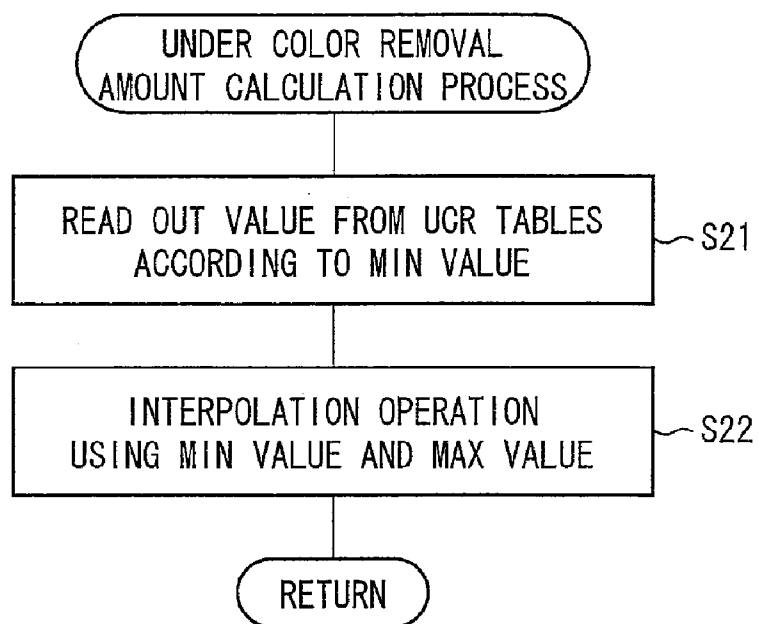 UNDER COLOR REMOVAL
AMOUNT CALCULATION PROCESS
READ OUT VALUE FROM UCR TABLES
ACCORDING TO MIN VALUE
S21
INTERPOLATION OPERATION
USING MIN VALUE AND MAX VALUE
S22
RETURN